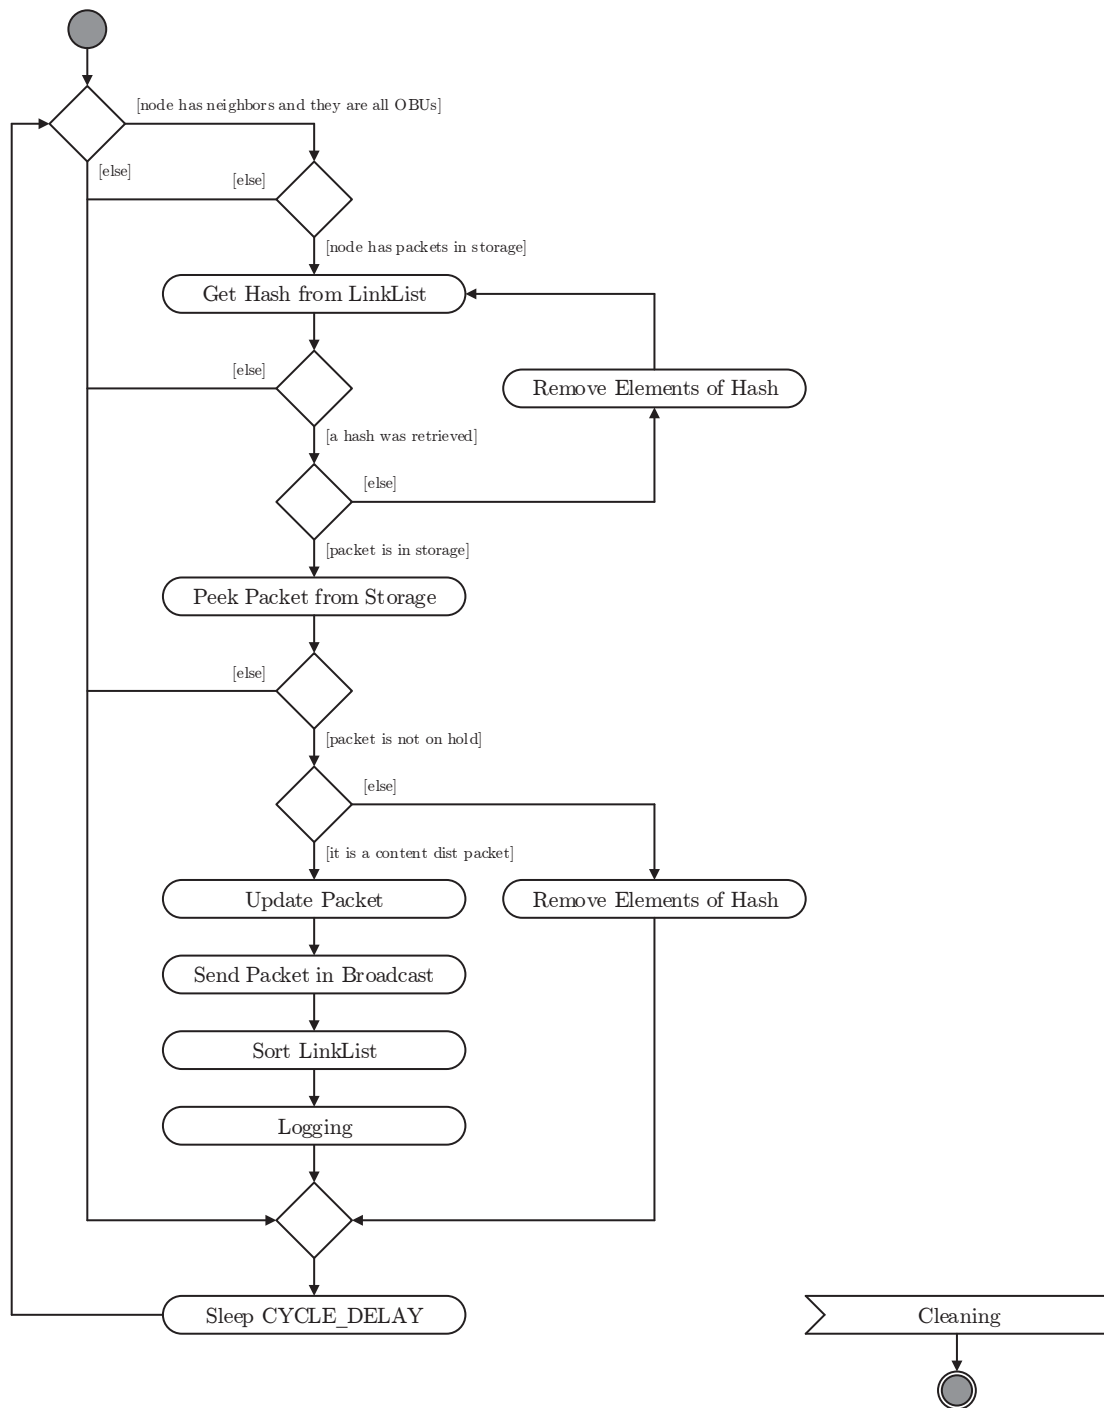 [node has neighbors and they are all OBUs]
[else]
[else]
[node has packets in storage]
Get Hash from LinkList
[else]
Remove Elements of Hash
[a hash was retrieved]
[else]
[packet is in storage]
Peek Packet from Storage
[else]
[packet is not on hold]
[else]
[it is a content dist packet]
Update Packet
Remove Elements of Hash
Send Packet in Broadcast
Sort LinkList
Logging
Sleep CYCLE_DELAY
Cleaning